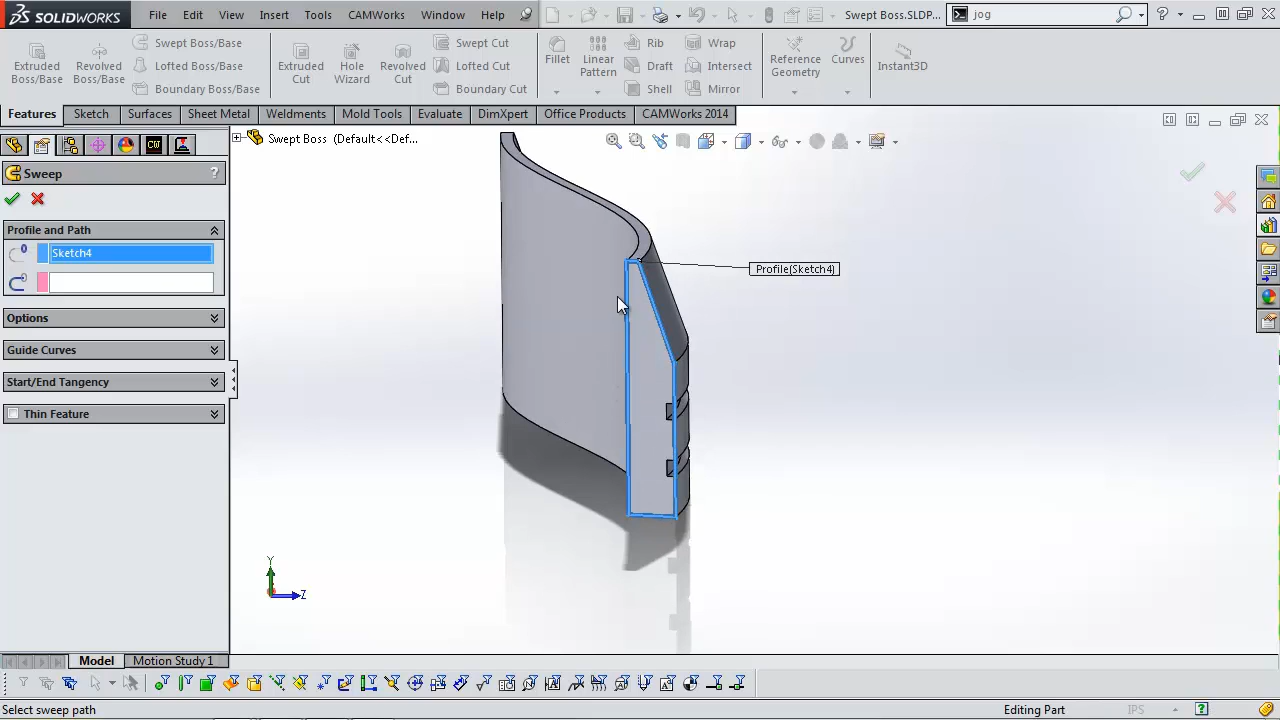 SOLIDWORKS File Edit View Insert Tools CAMWorks Window Help Swept Boss.SLDP... jog
Extruded Boss/Base Revolved Boss/Base Swept Boss/Base Lofted Boss/Base Boundary Boss/Base Extruded Cut Hole Wizard Revolved Cut Swept Cut Lofted Cut Boundary Cut Fillet Linear Pattern Rib Draft Shell Wrap Intersect Mirror Reference Geometry Curves Instant3D
Features Sketch Surfaces Sheet Metal Weldments Mold Tools Evaluate DimXpert Office Products CAMWorks 2014
Swept Boss (Default<<Def...
Sweep ?
Profile and Path
Sketch4
Profile(Sketch4)
Options
Guide Curves
Start/End Tangency
Thin Feature
Y
Z
Model Motion Study 1
Select sweep path Editing Part IPS